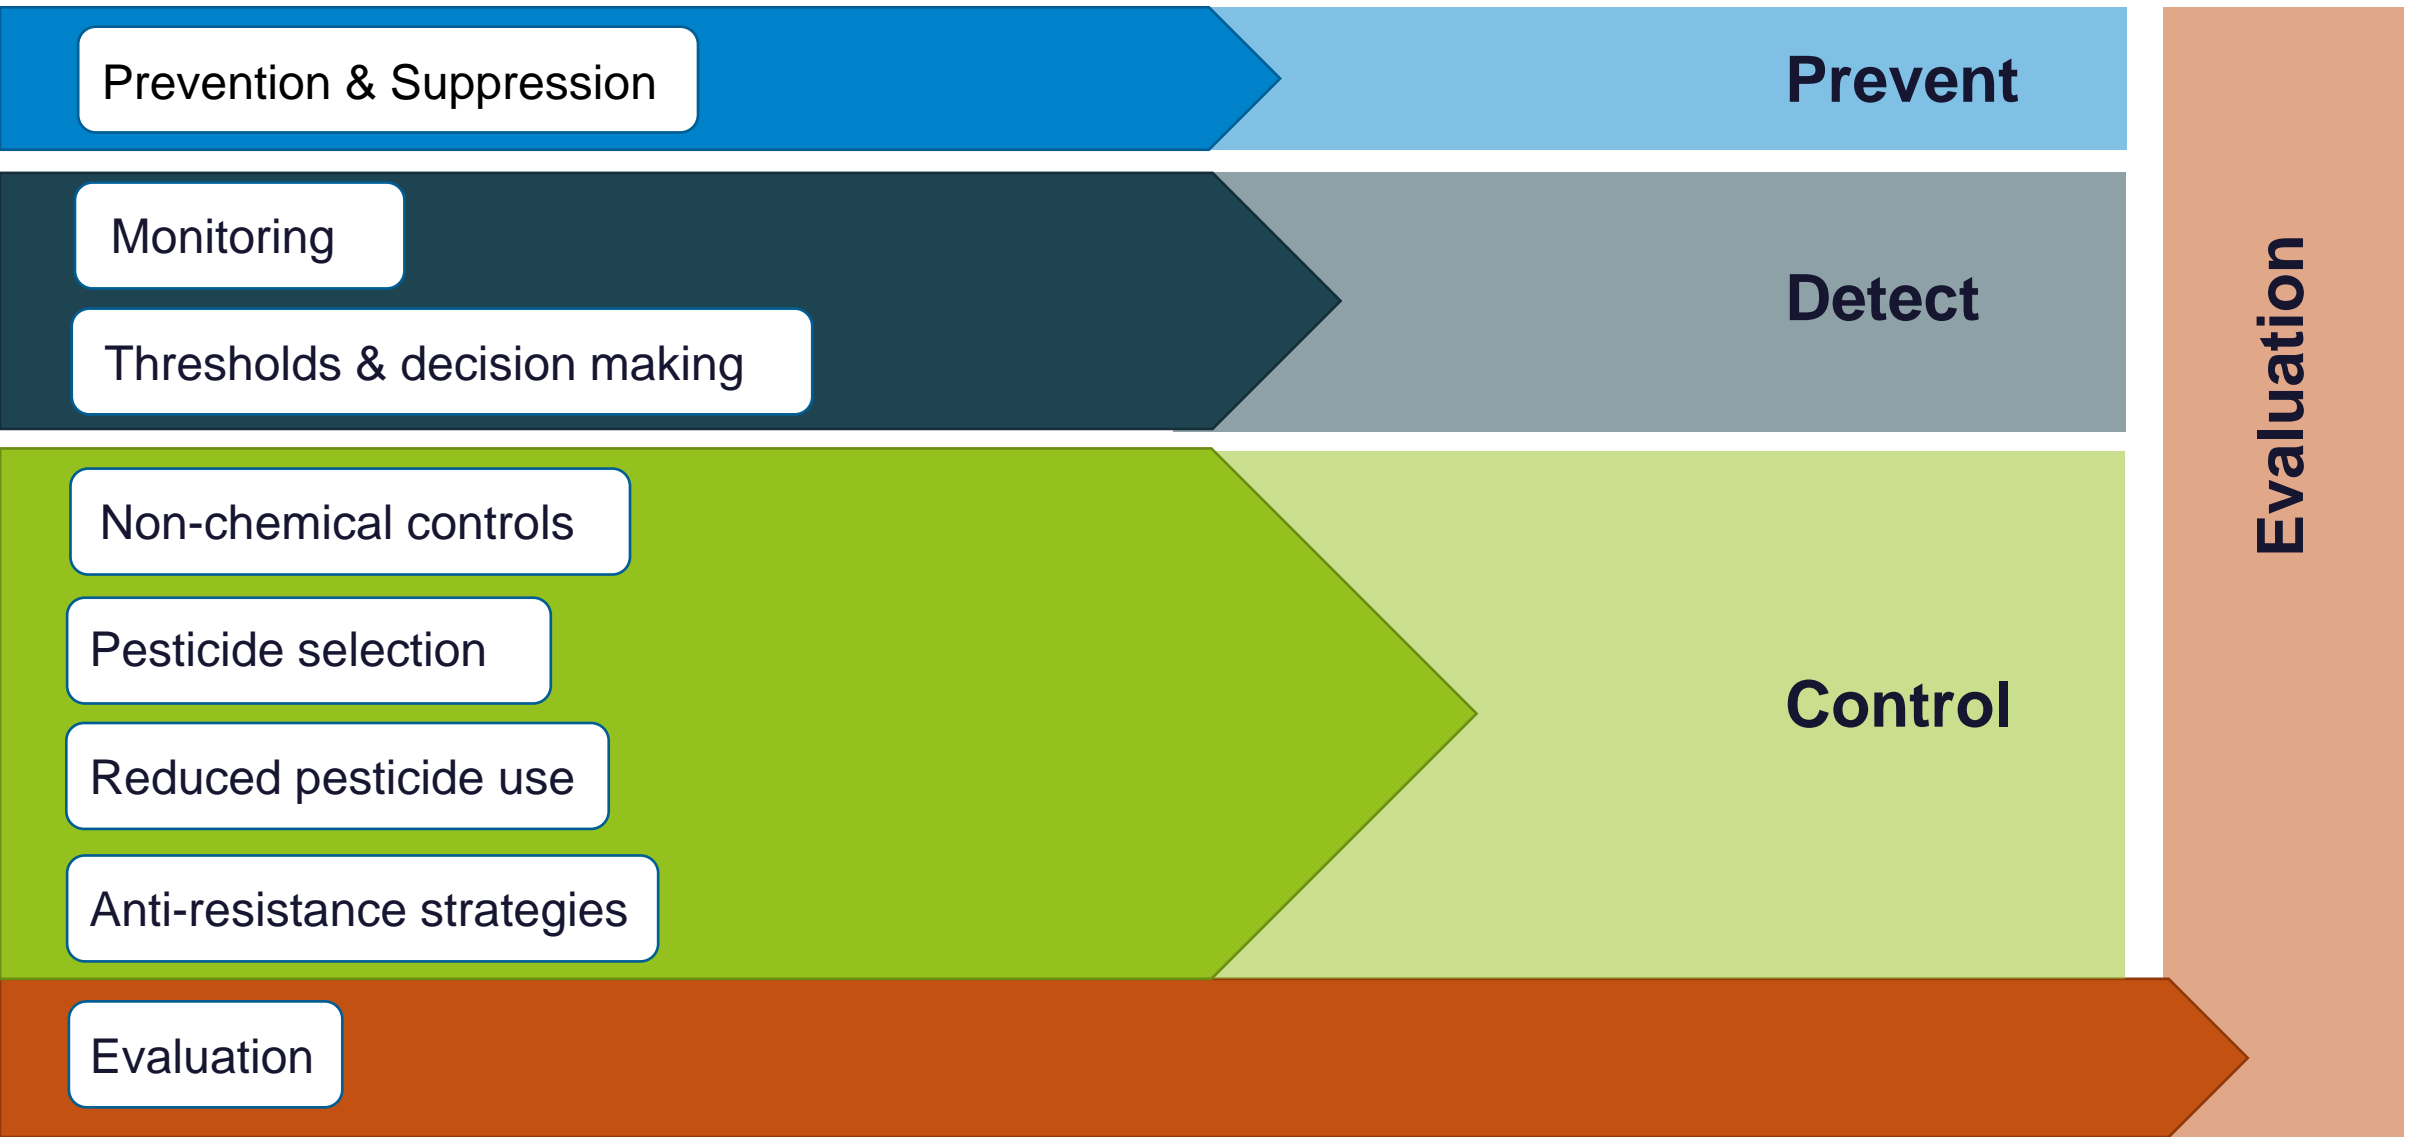 Prevention & Suppression
Prevent
Monitoring
Thresholds & decision making
Detect
Non-chemical controls
Pesticide selection
Reduced pesticide use
Anti-resistance strategies
Control
Evaluation
Evaluation